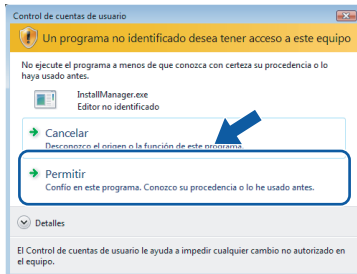 Control de cuentas de usuario
Un programa no identificado desea tener acceso a este equipo
No ejecute el programa a menos de que conozca con certeza su procedencia o lo
haya usado antes.
InstallManager.exe
Editor no identificado
Cancelar
Desconozco el origen o la función de este programa.
Permitir
Confío en este programa. Conozco su procedencia o lo he usado antes.
Detalles
El Control de cuentas de usuario le ayuda a impedir cualquier cambio no autorizado en
el equipo.